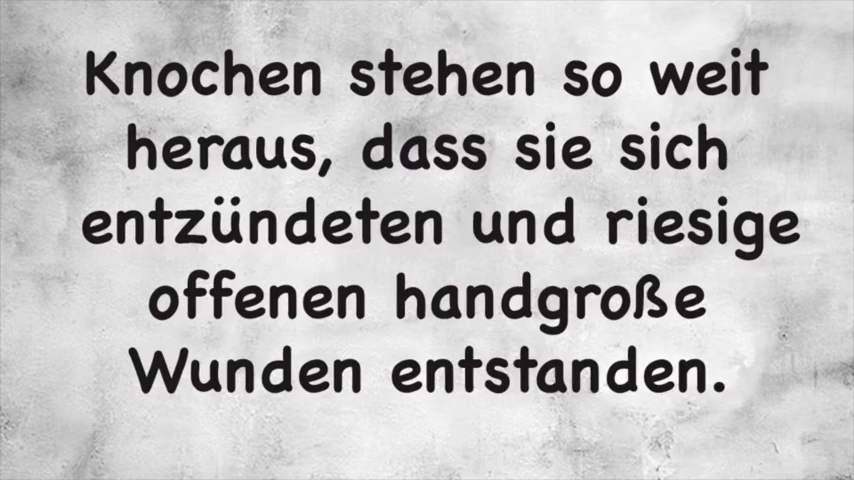 Knochen stehen so weit
heraus, dass sie sich
entzündeten und riesige
offenen handgroße
Wunden entstanden.